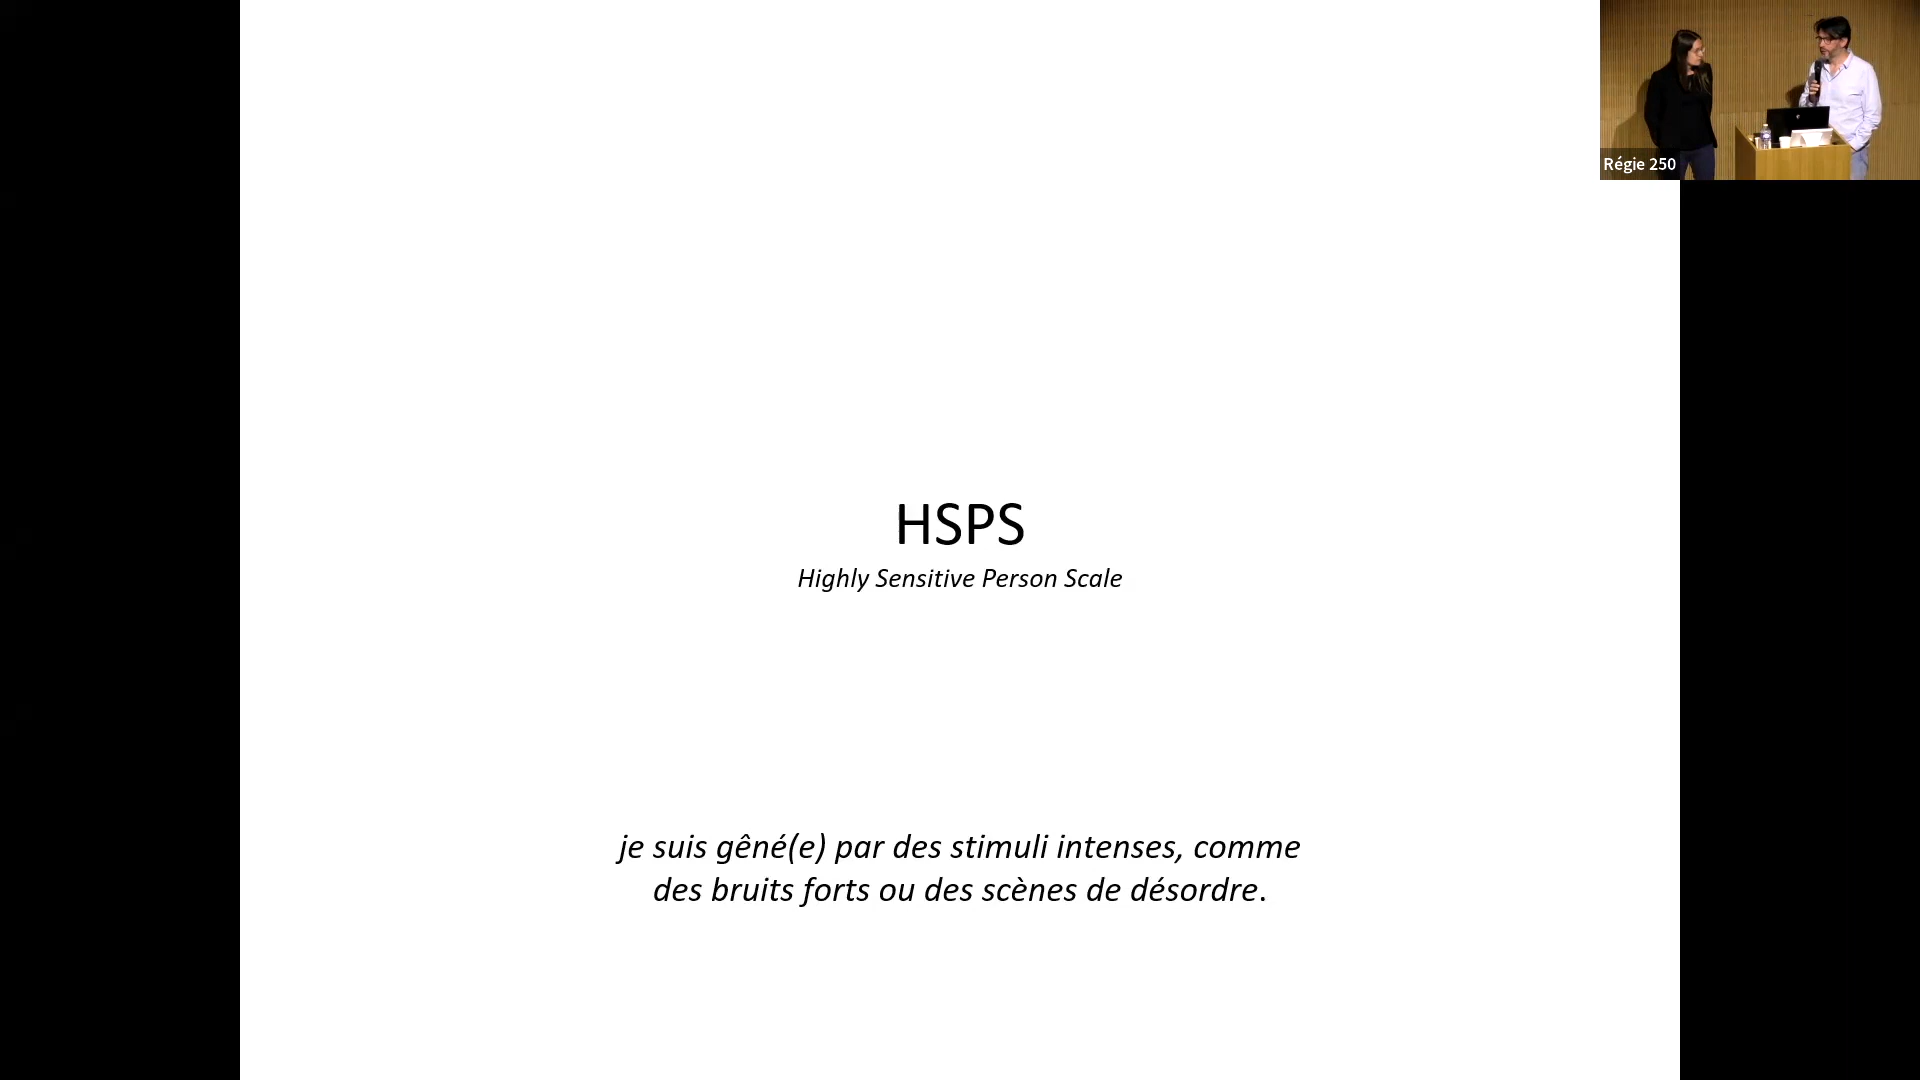 HSPS
Highly Sensitive Person Scale
je suis gêné(e) par des stimuli intenses, comme
des bruits forts ou des scènes de désordre.
Régie 250